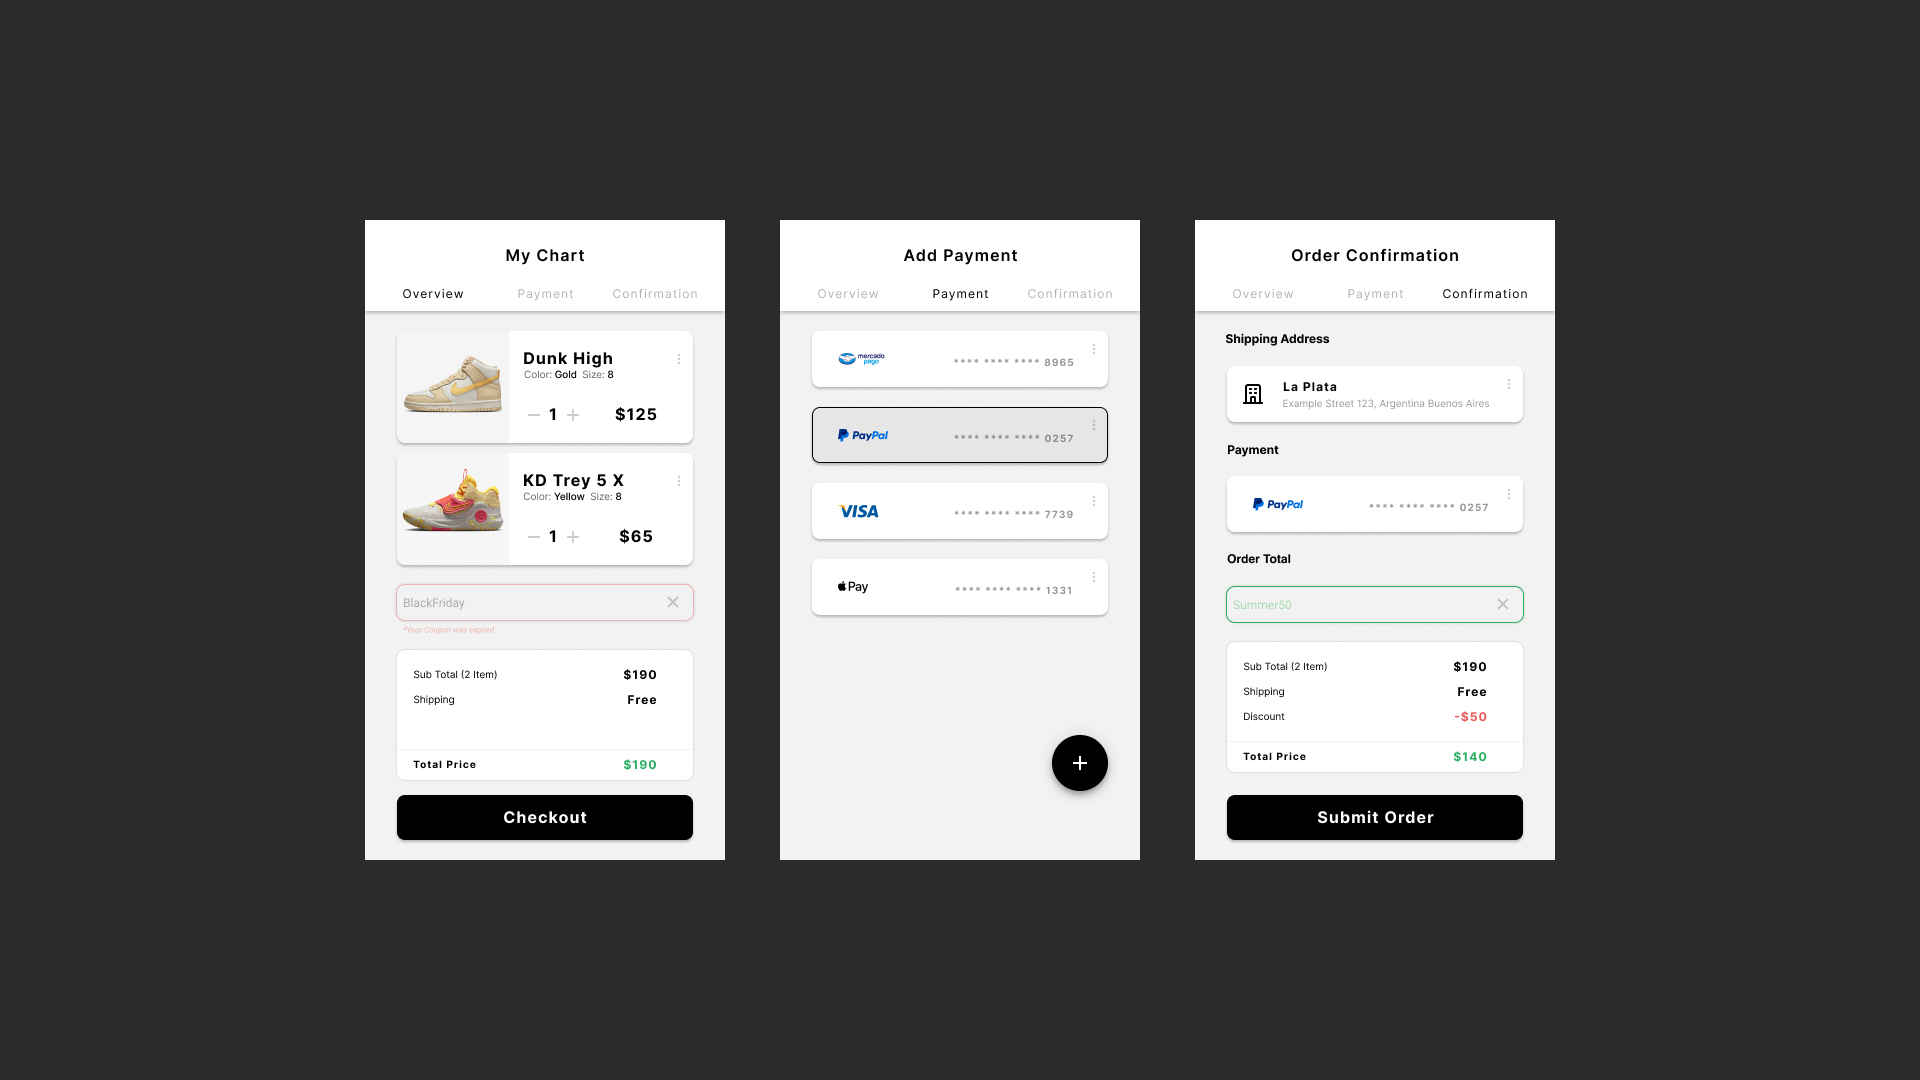 My Chart
Overview Payment Confirmation
Dunk High
Color: Gold Size: 8
1 $125
KD Trey 5 X
Color: Yellow Size: 8
1 $65
BlackFriday
*Your Coupon was expired
Sub Total (2 Item) $190
Shipping Free
Total Price $190
Checkout
Add Payment
Overview Payment Confirmation
mercado
pago
**** **** **** 8965
PayPal **** **** **** 0257
VISA **** **** **** 7739
Pay **** **** **** 1331
Order Confirmation
Overview Payment Confirmation
Shipping Address
La Plata
Example Street 123, Argentina Buenos Aires
Payment
PayPal **** **** **** 0257
Order Total
Summer50
Sub Total (2 Item) $190
Shipping Free
Discount -$50
Total Price $140
Submit Order